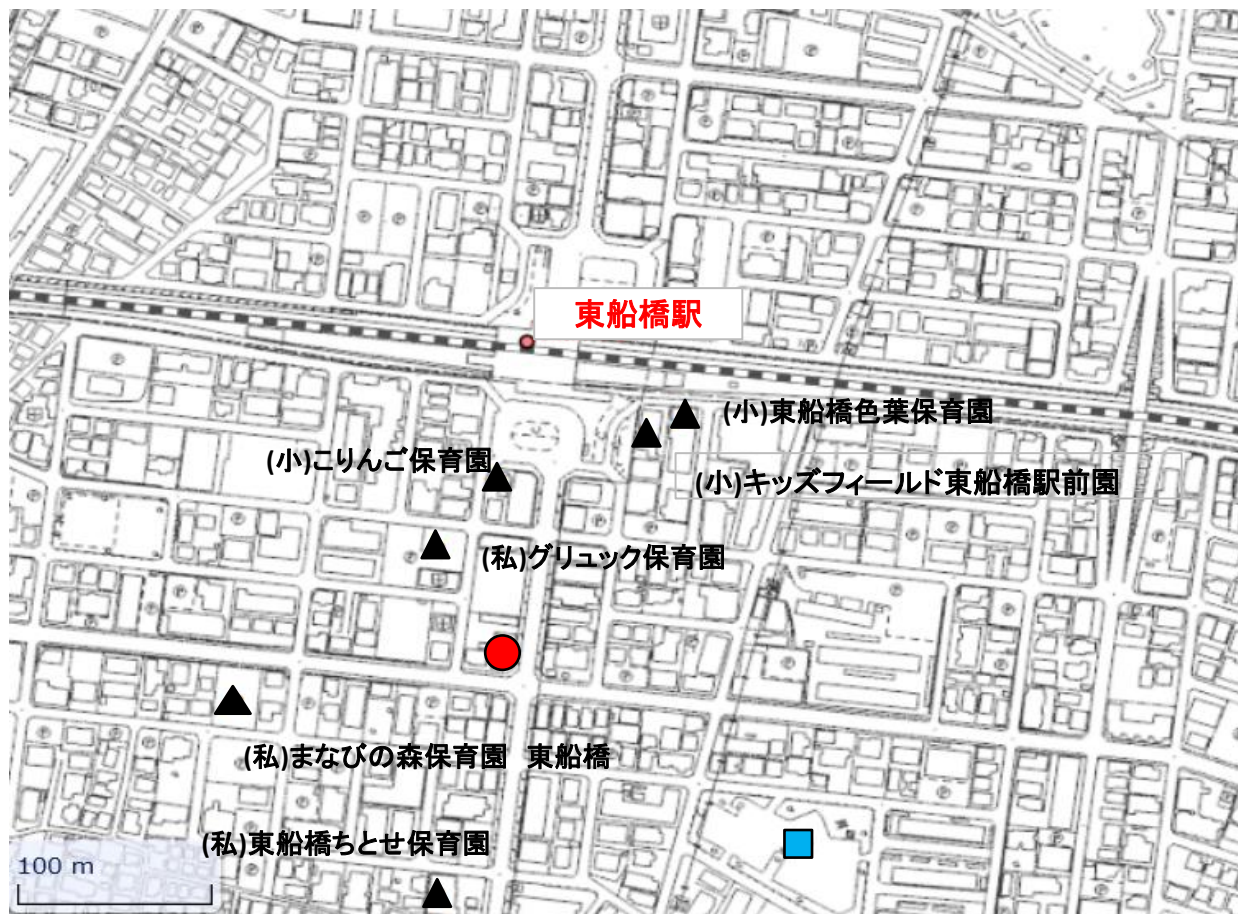 東船橋駅
(小)東船橋色葉保育園
(小)こりんご保育園
(小)キッズフィールド東船橋駅前園
(私)グリュック保育園
(私)まなびの森保育園　東船橋
(私)東船橋ちとせ保育園
100 m